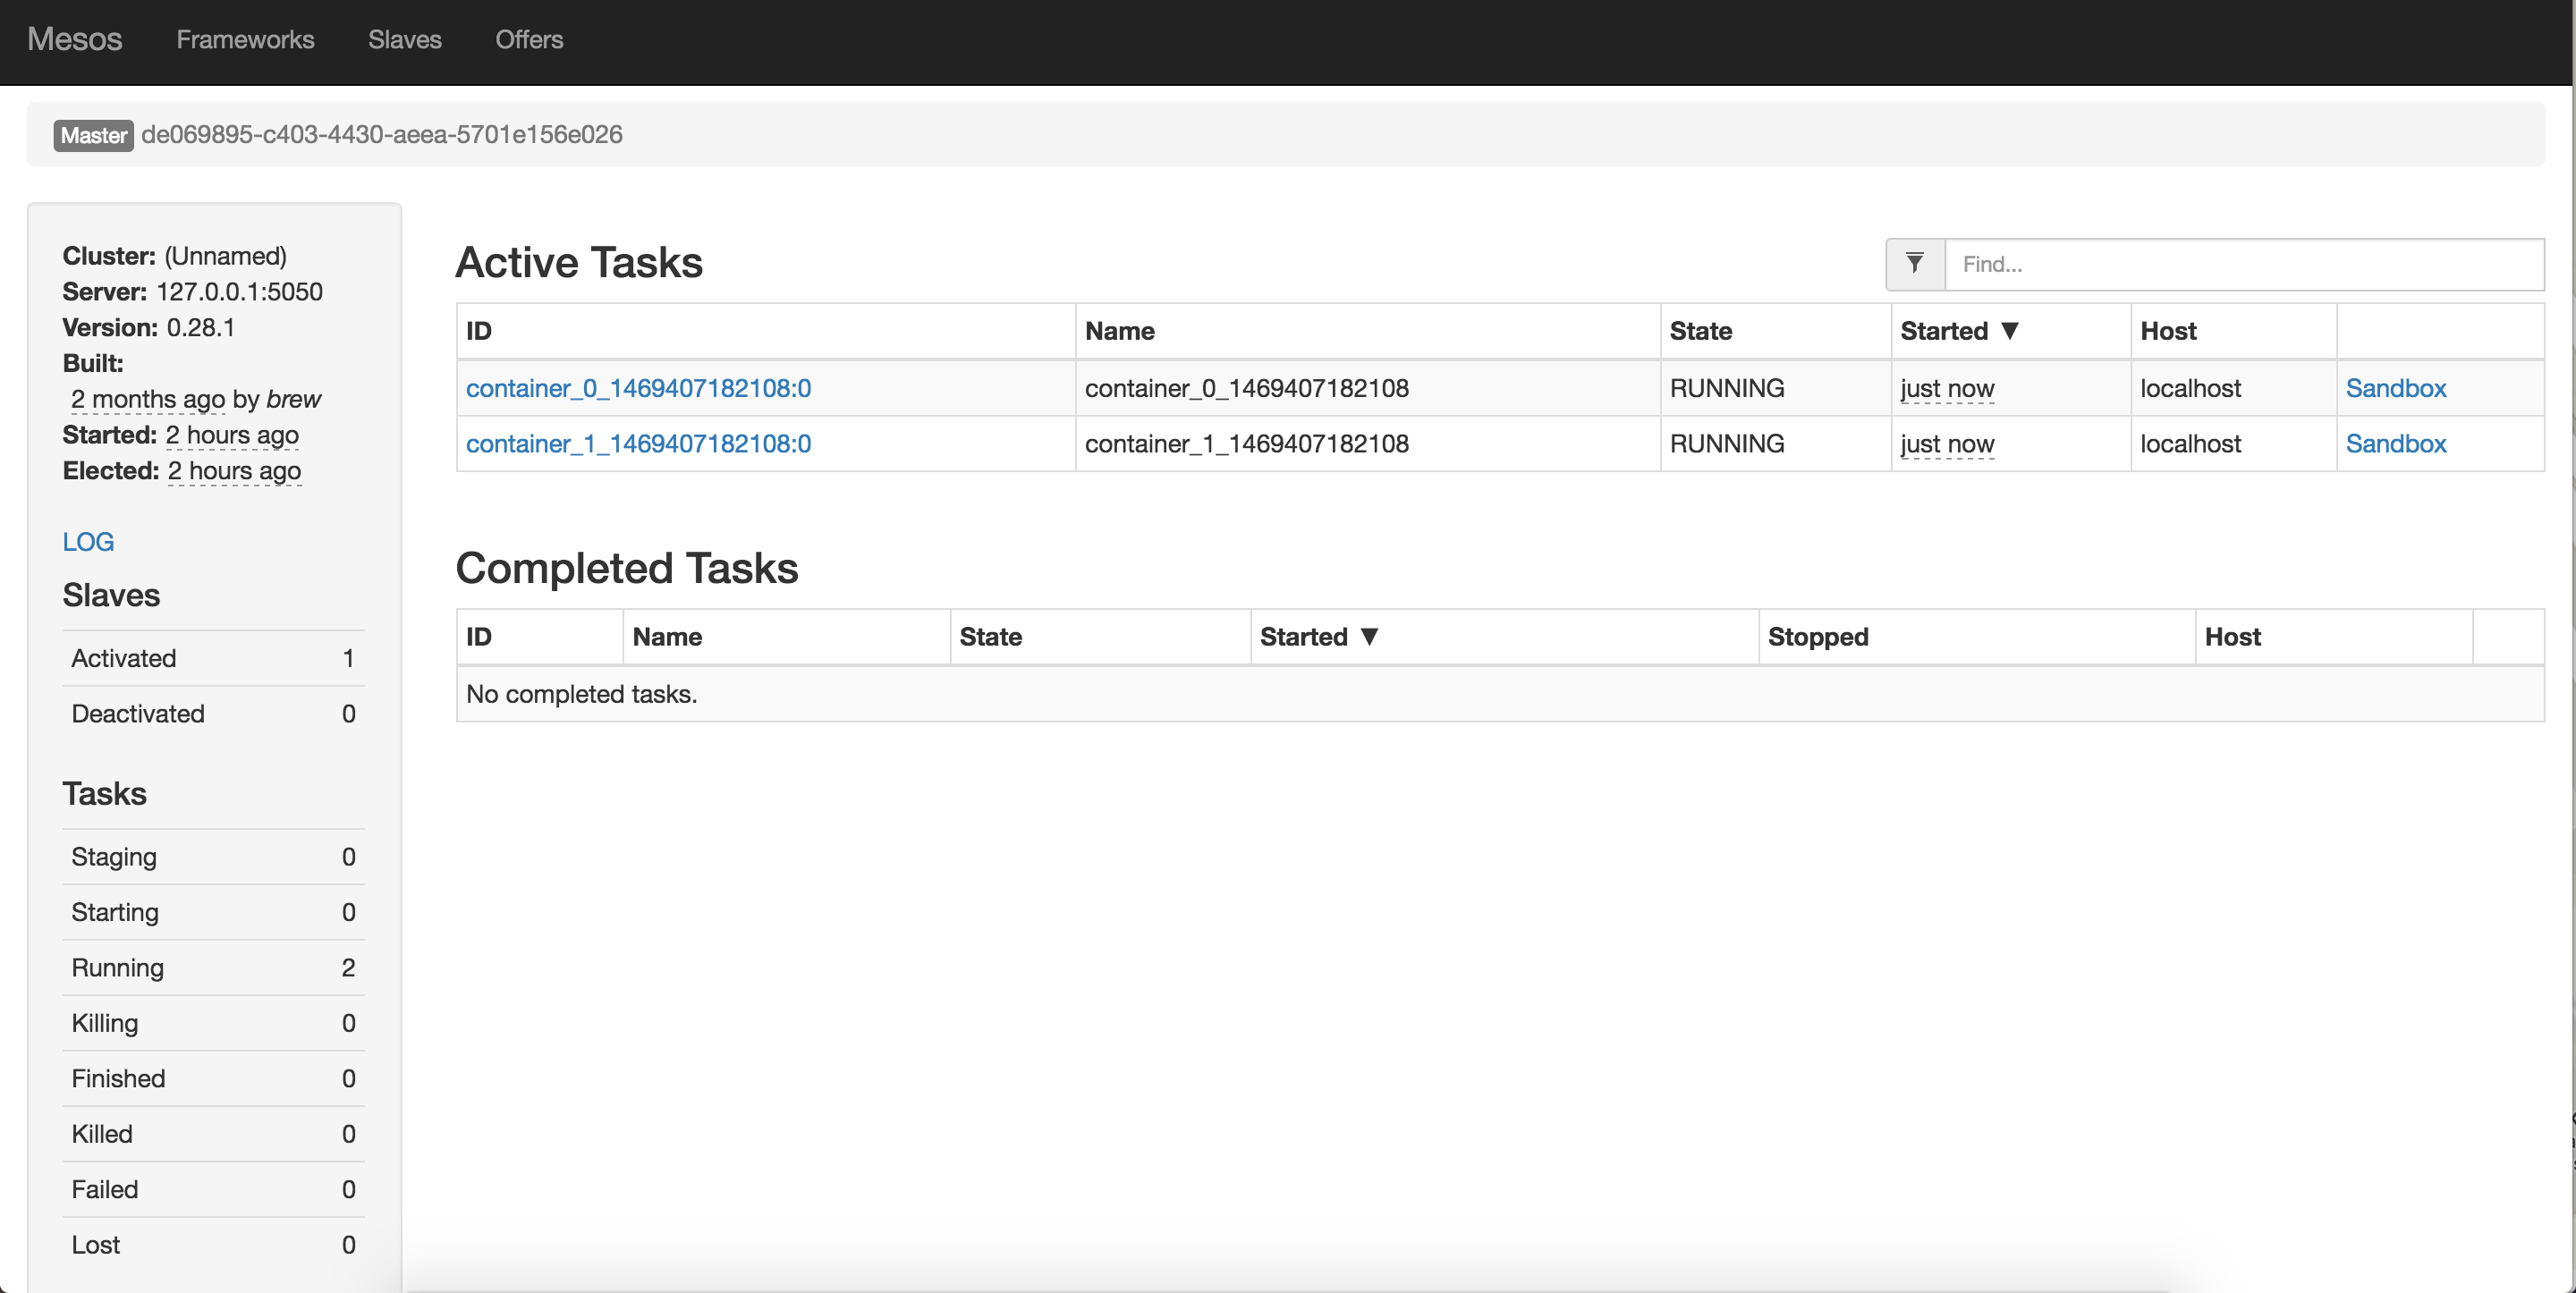 Mesos Frameworks Slaves Offers
Master de069895-c403-4430-aeea-5701e156e026
Cluster: (Unnamed)
Server: 127.0.0.1:5050
Version: 0.28.1
Built:
2 months ago by brew
Started: 2 hours ago
Elected: 2 hours ago
LOG
Slaves
Activated 1
Deactivated 0
Tasks
Staging 0
Starting 0
Running 2
Killing 0
Finished 0
Killed 0
Failed 0
Lost 0
Active Tasks
Find...
ID Name State Started ▼ Host
container_0_1469407182108:0 container_0_1469407182108 RUNNING just now localhost Sandbox
container_1_1469407182108:0 container_1_1469407182108 RUNNING just now localhost Sandbox
Completed Tasks
ID Name State Started ▼ Stopped Host
No completed tasks.